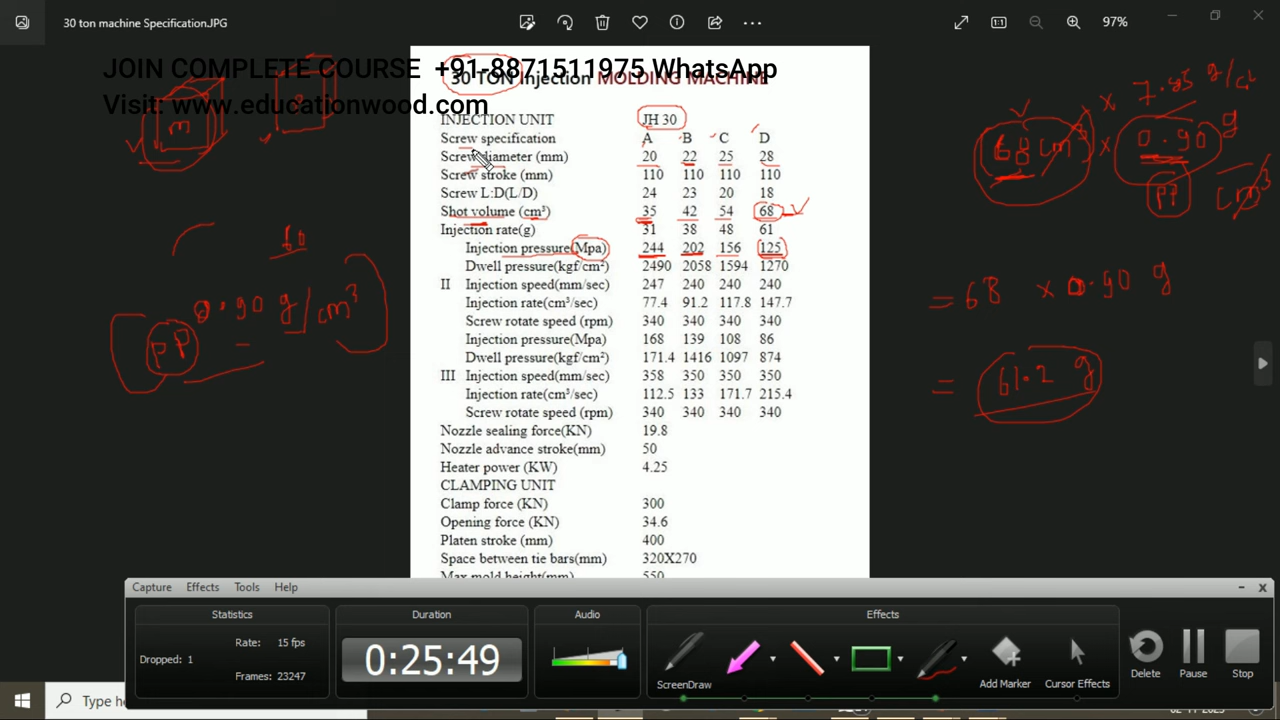 30 ton machine Specification.JPG
97%
JOIN COMPLETE COURSE +91-8871511975 WhatsApp
30 TON Injection MOLDING MACHINE
Visit: www.educationwood.com
INJECTION UNIT JH 30
Screw specification A B C D
Screw diameter (mm) 20 22 25 28
Screw stroke (mm) 110 110 110 110
Screw L:D(L/D) 24 23 20 18
Shot volume (cm³) 35 42 54 68
Injection rate(g) 31 38 48 61
Injection pressure(Mpa) 244 202 156 125
Dwell pressure(kgf/cm²) 2490 2058 1594 1270
II Injection speed(mm/sec) 247 240 240 240
Injection rate(cm³/sec) 77.4 91.2 117.8 147.7
Screw rotate speed (rpm) 340 340 340 340
Injection pressure(Mpa) 168 139 108 86
Dwell pressure(kgf/cm²) 171.4 1416 1097 874
III Injection speed(mm/sec) 358 350 350 350
Injection rate(cm³/sec) 112.5 133 171.7 215.4
Screw rotate speed (rpm) 340 340 340 340
Nozzle sealing force(KN) 19.8
Nozzle advance stroke(mm) 50
Heater power (KW) 4.25
CLAMPING UNIT
Clamp force (KN) 300
Opening force (KN) 34.6
Platen stroke (mm) 400
Space between tie bars(mm) 320X270
Max mold height(mm) 550
m
PP 0.90 g/cm³
68 cm³ × 0.90 g
PP cm³
= 68 × 0.90 g
= 61.2 g
Capture Effects Tools Help
Statistics Duration Audio Effects
Rate: 15 fps
Dropped: 1
Frames: 23247
0:25:49
ScreenDraw Add Marker Cursor Effects Delete Pause Stop
Type he